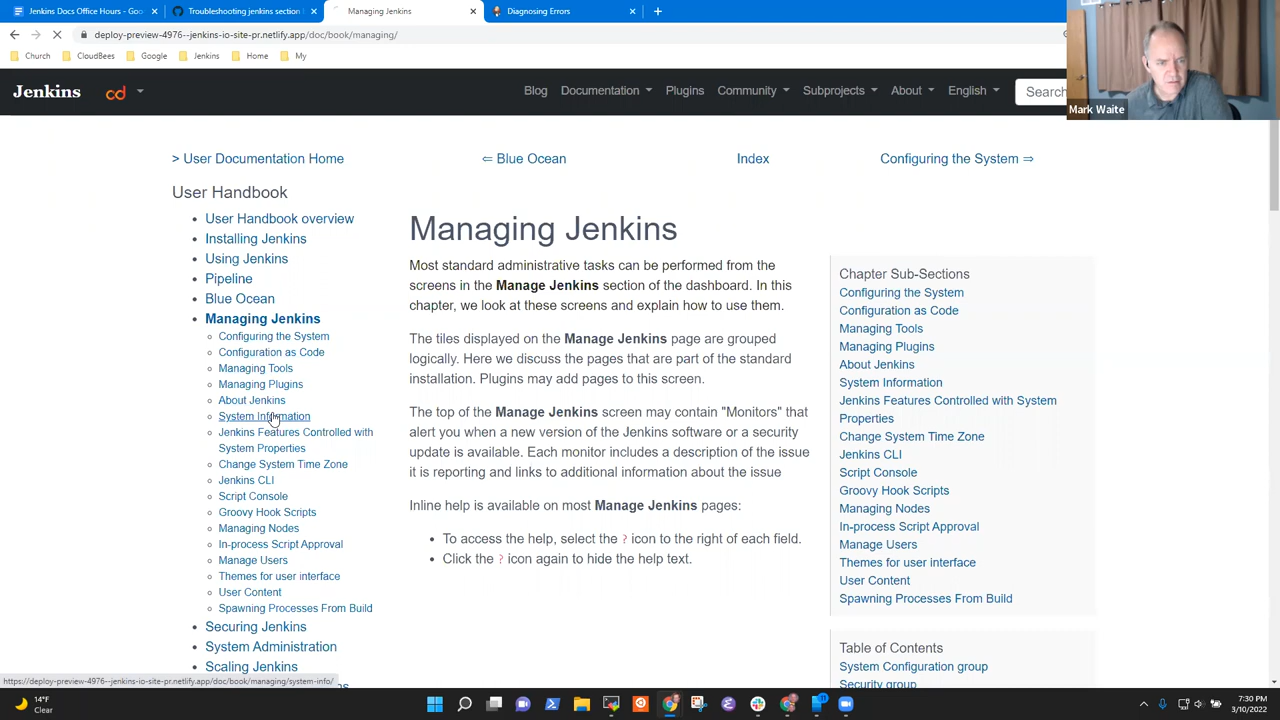 Jenkins Docs Office Hours - Goo
Troubleshooting jenkins section
Managing Jenkins
Diagnosing Errors
deploy-preview-4976--jenkins-io-site-pr.netlify.app/doc/book/managing/
Church
CloudBees
Google
Jenkins
Home
My
Mark Waite
Jenkins
cd
Blog
Documentation
Plugins
Community
Subprojects
About
English
Search
> User Documentation Home
⇐ Blue Ocean
Index
Configuring the System ⇒
User Handbook
User Handbook overview
Installing Jenkins
Using Jenkins
Pipeline
Blue Ocean
Managing Jenkins
Configuring the System
Configuration as Code
Managing Tools
Managing Plugins
About Jenkins
System Information
Jenkins Features Controlled with
System Properties
Change System Time Zone
Jenkins CLI
Script Console
Groovy Hook Scripts
Managing Nodes
In-process Script Approval
Manage Users
Themes for user interface
User Content
Spawning Processes From Build
Securing Jenkins
System Administration
Scaling Jenkins
Managing Jenkins
Most standard administrative tasks can be performed from the
screens in the Manage Jenkins section of the dashboard. In this
chapter, we look at these screens and explain how to use them.
The tiles displayed on the Manage Jenkins page are grouped
logically. Here we discuss the pages that are part of the standard
installation. Plugins may add pages to this screen.
The top of the Manage Jenkins screen may contain "Monitors" that
alert you when a new version of the Jenkins software or a security
update is available. Each monitor includes a description of the issue
it is reporting and links to additional information about the issue
Inline help is available on most Manage Jenkins pages:
To access the help, select the ? icon to the right of each field.
Click the ? icon again to hide the help text.
Chapter Sub-Sections
Configuring the System
Configuration as Code
Managing Tools
Managing Plugins
About Jenkins
System Information
Jenkins Features Controlled with System
Properties
Change System Time Zone
Jenkins CLI
Script Console
Groovy Hook Scripts
Managing Nodes
In-process Script Approval
Manage Users
Themes for user interface
User Content
Spawning Processes From Build
Table of Contents
System Configuration group
Security group
https://deploy-preview-4976--jenkins-io-site-pr.netlify.app/doc/book/managing/system-info/
14°F
Clear
7:30 PM
3/10/2022